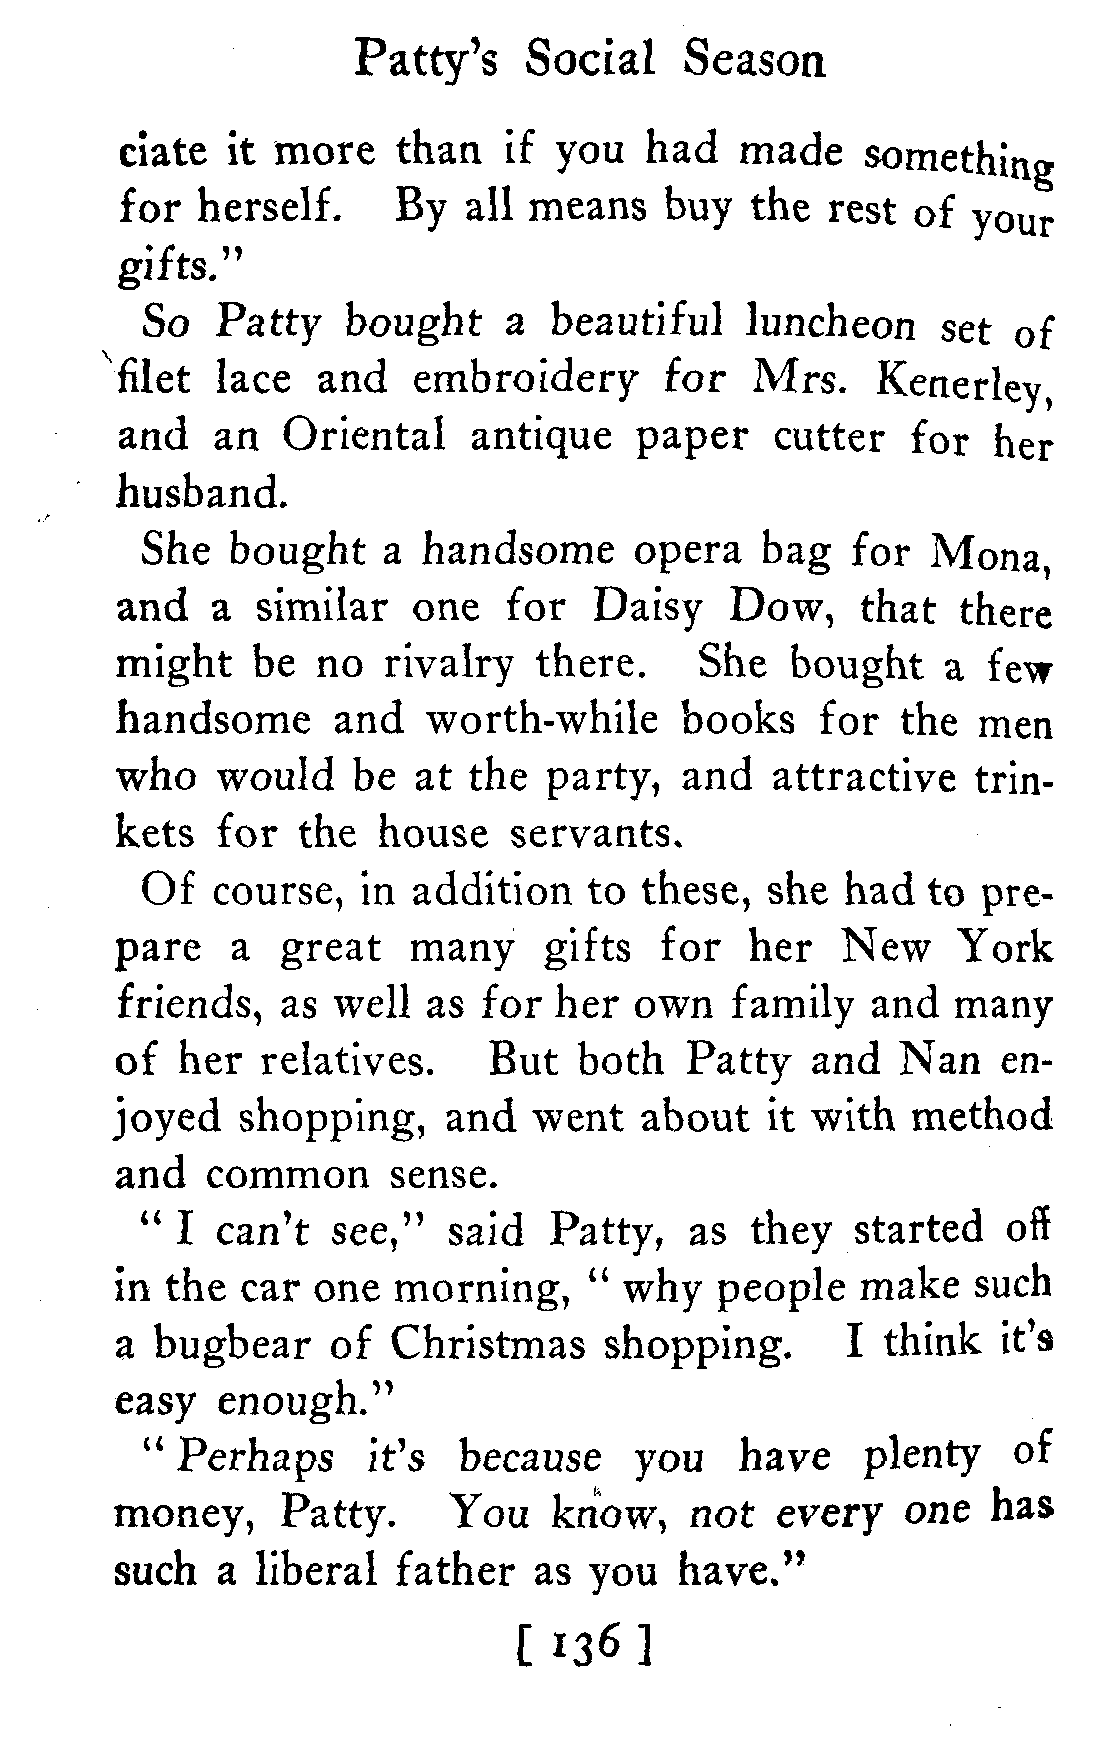 Patty's Social Season
ciate it more than if you had made something
for herself. By all means buy the rest of your
gifts."
So Patty bought a beautiful luncheon set of
filet lace and embroidery for Mrs. Kenerley,
and an Oriental antique paper cutter for her
husband.
She bought a handsome opera bag for Mona,
and a similar one for Daisy Dow, that there
might be no rivalry there. She bought a few
handsome and worth-while books for the men
who would be at the party, and attractive trin-
kets for the house servants.
Of course, in addition to these, she had to pre-
pare a great many gifts for her New York
friends, as well as for her own family and many
of her relatives. But both Patty and Nan en-
joyed shopping, and went about it with method
and common sense.
" I can't see," said Patty, as they started off
in the car one morning, " why people make such
a bugbear of Christmas shopping. I think it's
easy enough."
" Perhaps it's because you have plenty of
money, Patty. You know, not every one has
such a liberal father as you have."
[ 136 ]